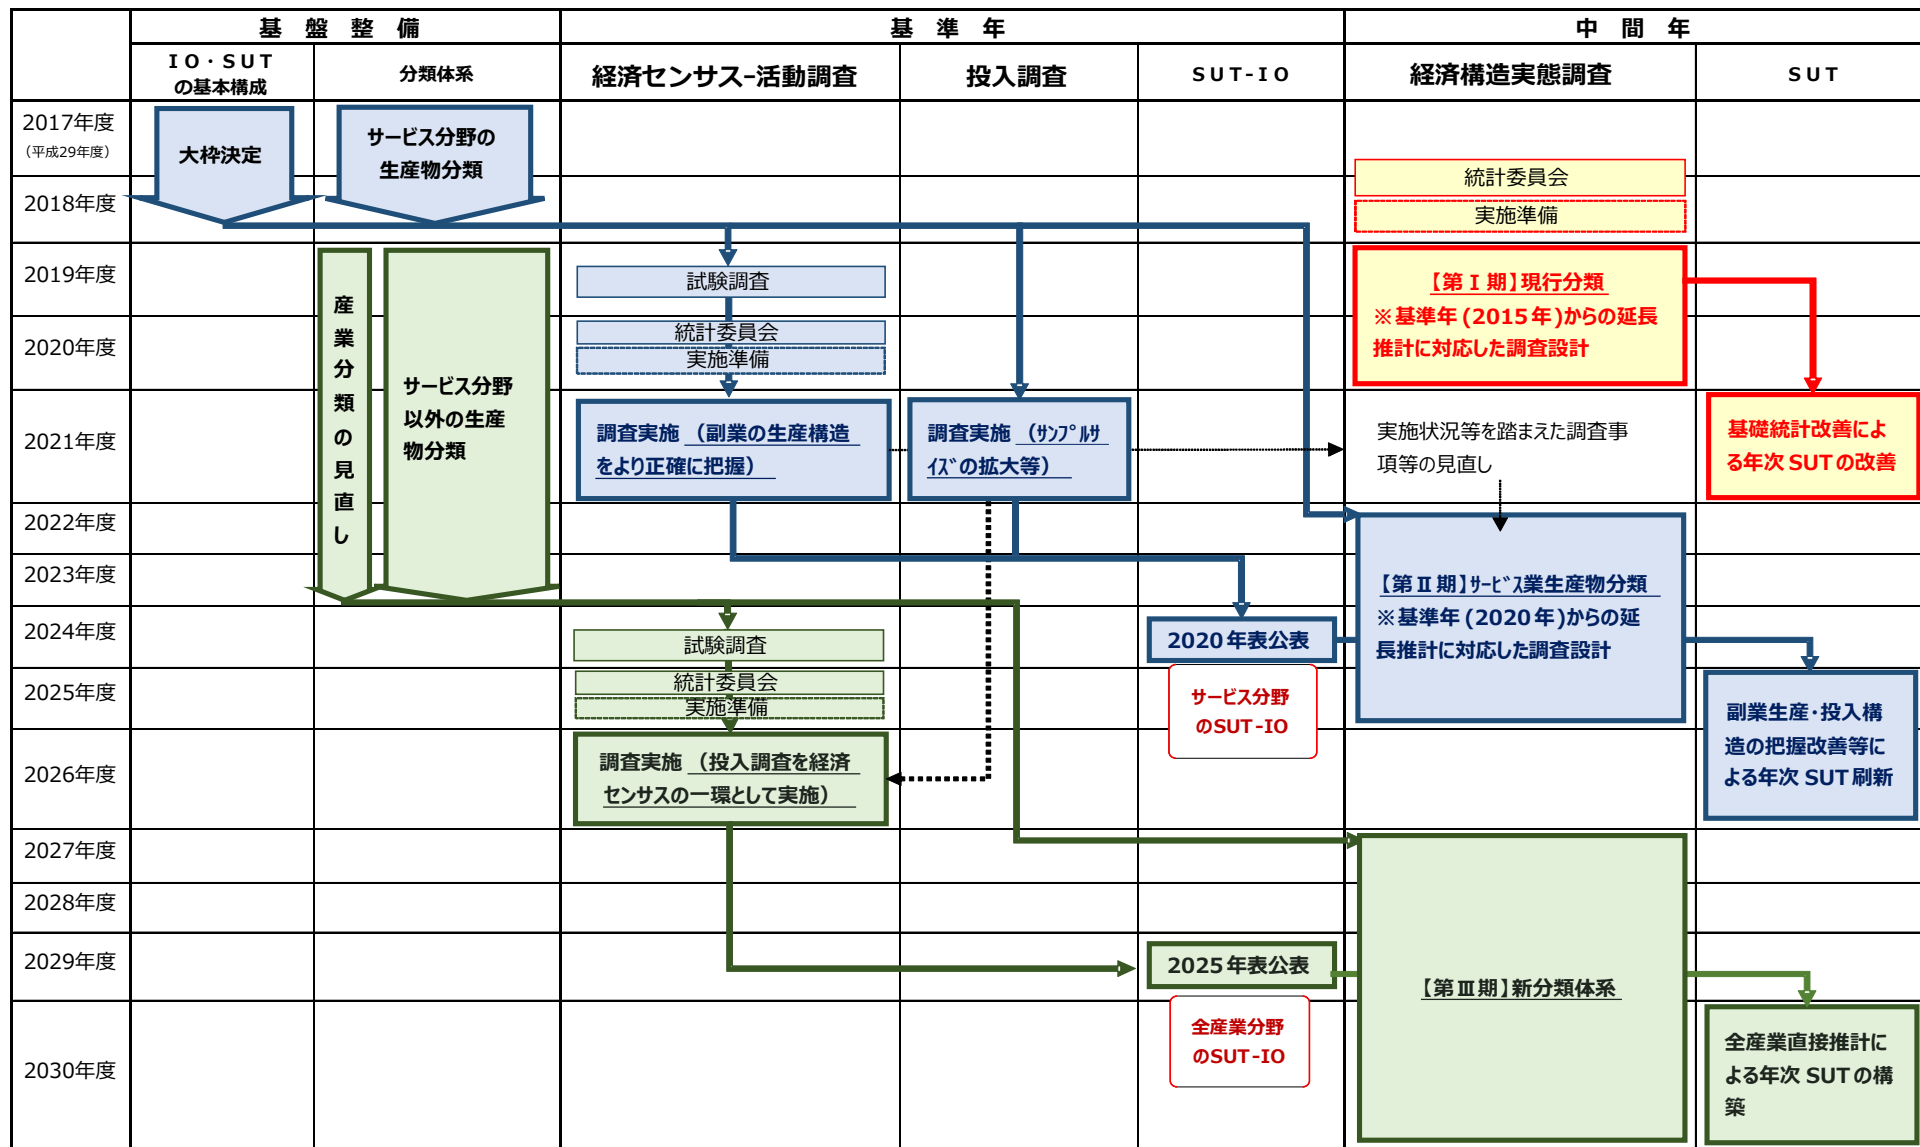 基　盤　整　備
基　準　年
中　間　年
ＩＯ・ＳＵＴ
の基本構成
分類体系
経済センサス-活動調査
投入調査
ＳＵＴ-ＩＯ
経済構造実態調査
ＳＵＴ
2017年度
（平成29年度）
大枠決定
サービス分野の
生産物分類
統計委員会
2018年度
実施準備
2019年度
試験調査
【第Ⅰ期】現行分類
※基準年(2015年)からの延長
推計に対応した調査設計
産業分類の見直し
2020年度
統計委員会
実施準備
サービス分野
以外の生産
物分類
2021年度
調査実施（副業の生産構造
をより正確に把握）
調査実施（ｻﾝﾌﾟﾙｻ
ｲｽﾞの拡大等）
実施状況等を踏まえた調査事
項等の見直し
基礎統計改善によ
る年次SUTの改善
2022年度
2023年度
【第Ⅱ期】ｻｰﾋﾞｽ業生産物分類
※基準年(2020年)からの延
長推計に対応した調査設計
2024年度
試験調査
2020年表公表
2025年度
統計委員会
実施準備
サービス分野
のSUT-IO
副業生産・投入構
造の把握改善等に
よる年次SUT刷新
2026年度
調査実施（投入調査を経済
センサスの一環として実施）
2027年度
2028年度
2029年度
2025年表公表
【第Ⅲ期】新分類体系
2030年度
全産業分野
のSUT-IO
全産業直接推計に
よる年次SUTの構
築